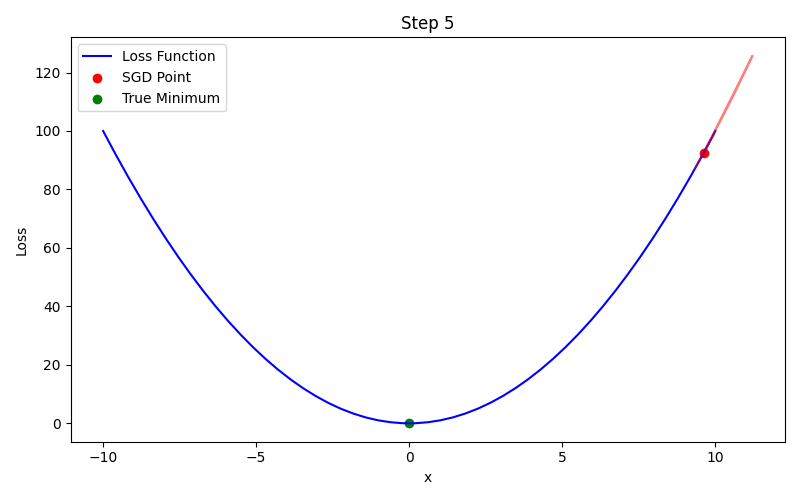 Step 5
Loss Function
SGD Point
True Minimum
120
100
80
60
40
20
0
Loss
−10
−5
0
5
10
x